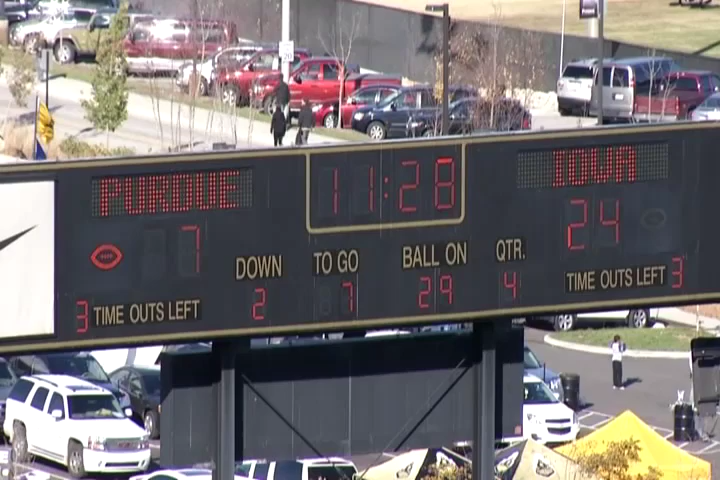 PURDUE 11:28 IOWA
7 24
DOWN TO GO BALL ON QTR.
3 TIME OUTS LEFT 2 7 29 4 TIME OUTS LEFT 3